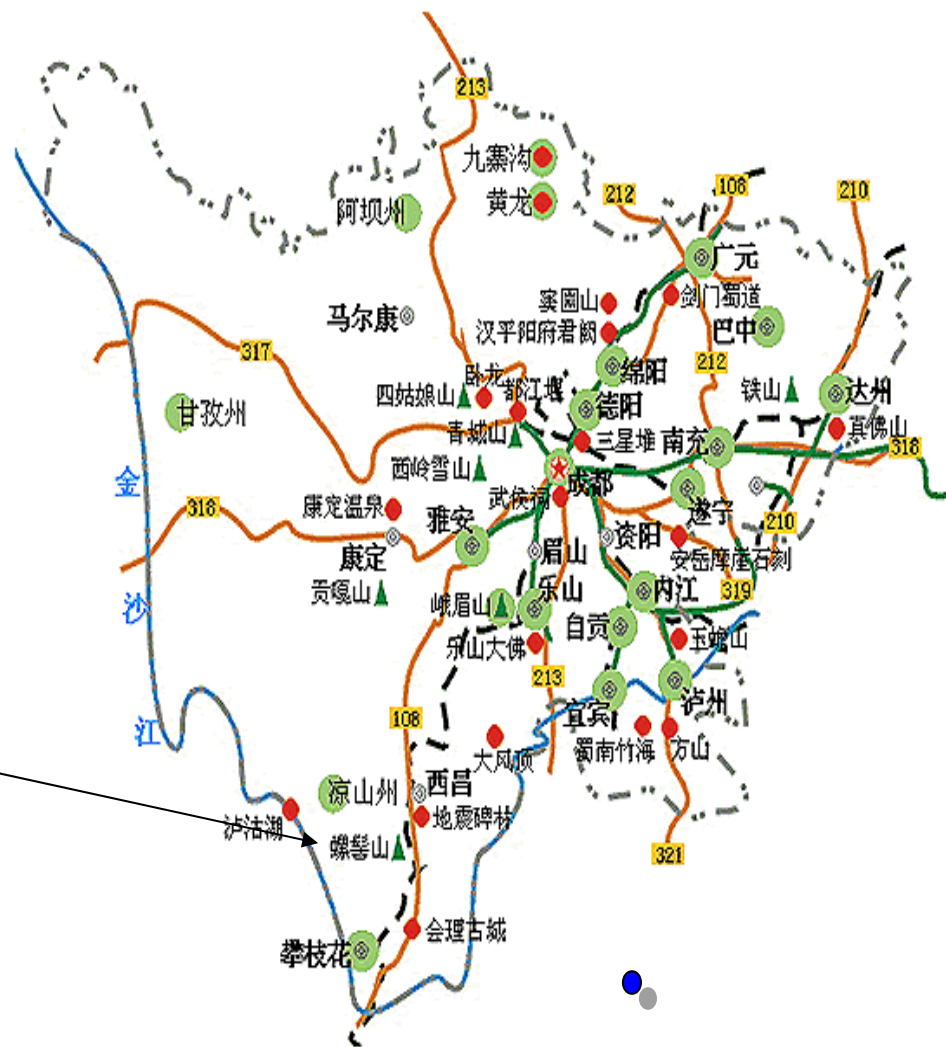 213
九寨沟
黄龙
阿坝州
212
108
210
广元
剑门蜀道
窦圌山
汉平阳府君阙
巴中
马尔康
317
212
绵阳
卧龙
四姑娘山
都江堰
铁山
达州
甘孜州
德阳
青城山
三星堆
南充
真佛山
318
西岭雪山
成都
武侯祠
金
沙
江
318
康定温泉
雅安
遂宁
210
康定
眉山
资阳
安岳摩崖石刻
贡嘎山
峨眉山
乐山
内江
319
自贡
玉蟾山
乐山大佛
213
108
宜宾
泸州
大风顶
蜀南竹海
方山
凉山州
西昌
泸沽湖
地震碑林
螺髻山
321
会理古城
攀枝花